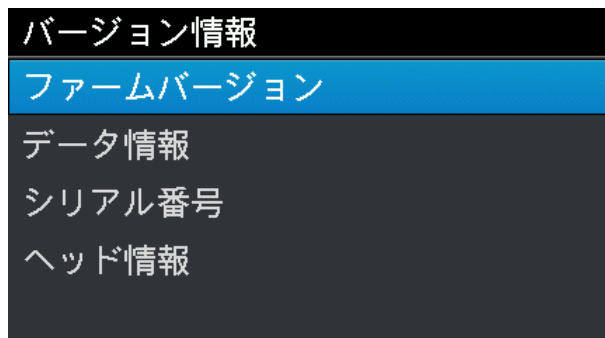 バージョン情報
ファームバージョン
データ情報
シリアル番号
ヘッド情報